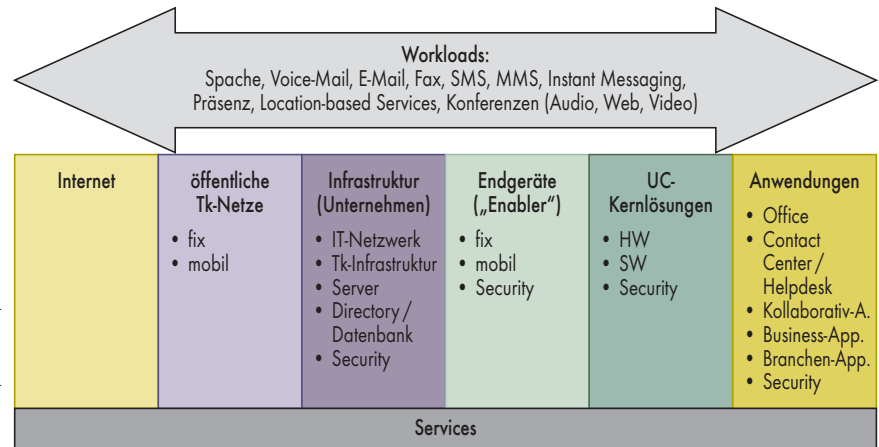 Workloads:
Spache, Voice-Mail, E-Mail, Fax, SMS, MMS, Instant Messaging,
Präsenz, Location-based Services, Konferenzen (Audio, Web, Video)
Internet
öffentliche
Tk-Netze
• fix
• mobil
Infrastruktur
(Unternehmen)
• IT-Netzwerk
• Tk-Infrastruktur
• Server
• Directory /
Datenbank
• Security
Endgeräte
(„Enabler“)
• fix
• mobil
• Security
UC-
Kernlösungen
• HW
• SW
• Security
Anwendungen
• Office
• Contact
Center /
Helpdesk
• Kollaborativ-A.
• Business-App.
• Branchen-App.
• Security
Services